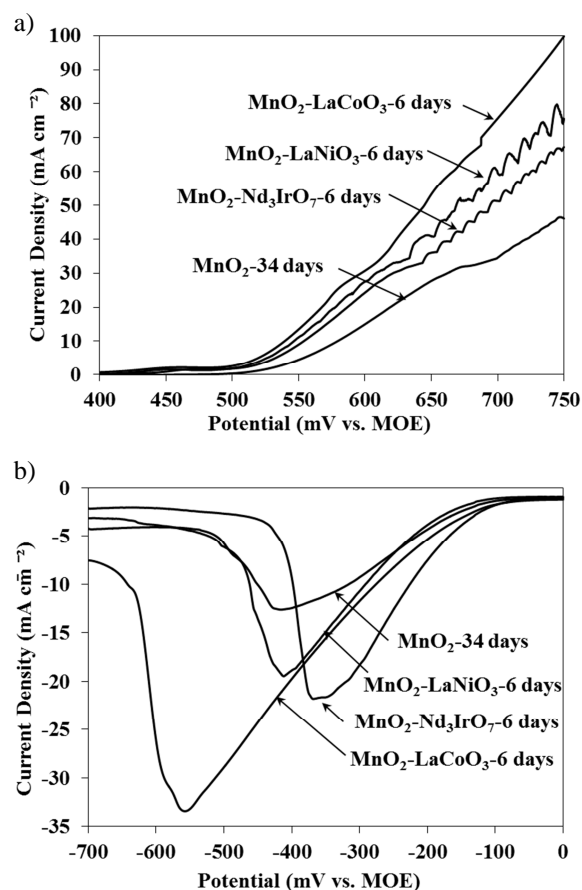 a)
100
90
80
70
60
50
40
30
20
10
0
Current Density (mA cm ⁻²)
MnO₂-LaCoO₃-6 days
MnO₂-LaNiO₃-6 days
MnO₂-Nd₃IrO₇-6 days
MnO₂-34 days
400 450 500 550 600 650 700 750
Potential (mV vs. MOE)
b)
0
-5
-10
-15
-20
-25
-30
-35
Current Density (mA cm̄ ⁻²)
MnO₂-34 days
MnO₂-LaNiO₃-6 days
MnO₂-Nd₃IrO₇-6 days
MnO₂-LaCoO₃-6 days
-700 -600 -500 -400 -300 -200 -100 0
Potential (mV vs. MOE)